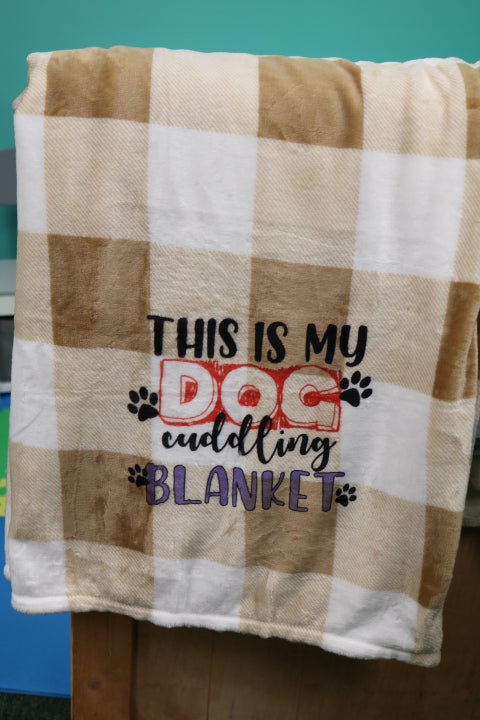 THIS IS MY
DOG
cuddling
BLANKET